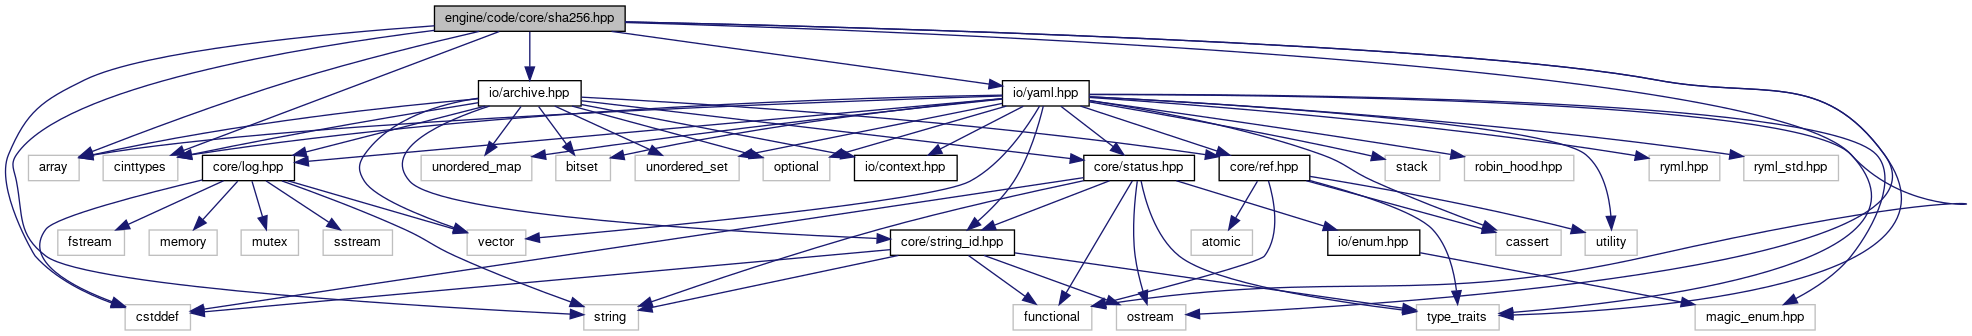 engine/code/core/sha256.hpp
io/archive.hpp
io/yaml.hpp
array
cinttypes
core/log.hpp
unordered_map
bitset
unordered_set
optional
io/context.hpp
core/status.hpp
core/ref.hpp
stack
robin_hood.hpp
ryml.hpp
ryml_std.hpp
fstream
memory
mutex
sstream
vector
core/string_id.hpp
atomic
io/enum.hpp
cassert
utility
cstddef
string
functional
ostream
type_traits
magic_enum.hpp